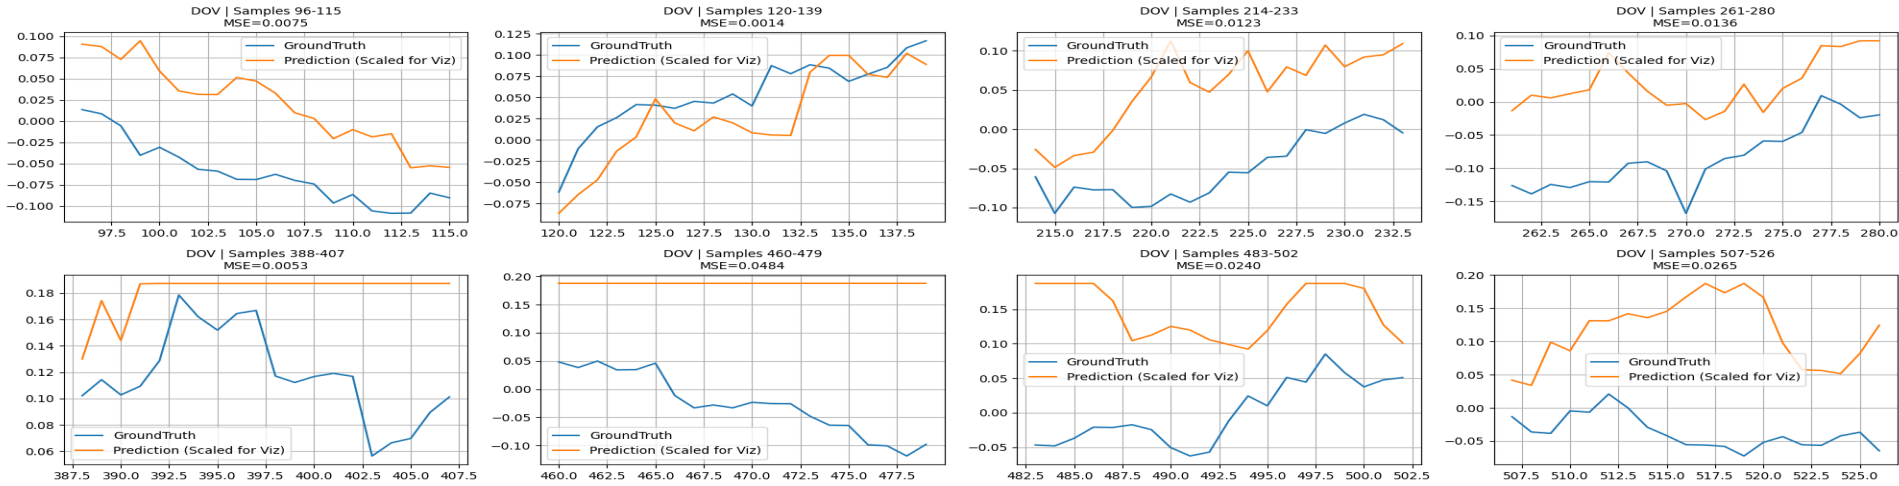 DOV | Samples 96-115
MSE=0.0075
0.100
0.075
0.050
0.025
0.000
−0.025
−0.050
−0.075
−0.100
GroundTruth
Prediction (Scaled for Viz)
97.5 100.0 102.5 105.0 107.5 110.0 112.5 115.0
DOV | Samples 120-139
MSE=0.0014
0.125
0.100
0.075
0.050
0.025
0.000
−0.025
−0.050
−0.075
GroundTruth
Prediction (Scaled for Viz)
120.0 122.5 125.0 127.5 130.0 132.5 135.0 137.5
DOV | Samples 214-233
MSE=0.0123
0.10
0.05
0.00
−0.05
−0.10
GroundTruth
Prediction (Scaled for Viz)
215.0 217.5 220.0 222.5 225.0 227.5 230.0 232.5
DOV | Samples 261-280
MSE=0.0136
0.10
0.05
0.00
−0.05
−0.10
−0.15
GroundTruth
Prediction (Scaled for Viz)
262.5 265.0 267.5 270.0 272.5 275.0 277.5 280.0
DOV | Samples 388-407
MSE=0.0053
0.18
0.16
0.14
0.12
0.10
0.08
0.06
GroundTruth
Prediction (Scaled for Viz)
387.5 390.0 392.5 395.0 397.5 400.0 402.5 405.0 407.5
DOV | Samples 460-479
MSE=0.0484
0.20
0.15
0.10
0.05
0.00
−0.05
−0.10
GroundTruth
Prediction (Scaled for Viz)
460.0 462.5 465.0 467.5 470.0 472.5 475.0 477.5
DOV | Samples 483-502
MSE=0.0240
0.15
0.10
0.05
0.00
−0.05
GroundTruth
Prediction (Scaled for Viz)
482.5 485.0 487.5 490.0 492.5 495.0 497.5 500.0 502.5
DOV | Samples 507-526
MSE=0.0265
0.20
0.15
0.10
0.05
0.00
−0.05
GroundTruth
Prediction (Scaled for Viz)
507.5 510.0 512.5 515.0 517.5 520.0 522.5 525.0